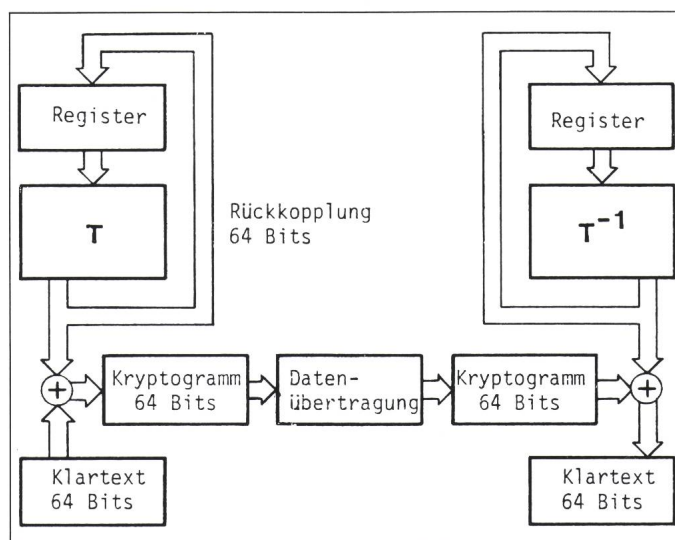 Register
T
Rückkopplung
64 Bits
Register
T⁻¹
+
Kryptogramm
64 Bits
Daten-
übertragung
Kryptogramm
64 Bits
+
Klartext
64 Bits
Klartext
64 Bits